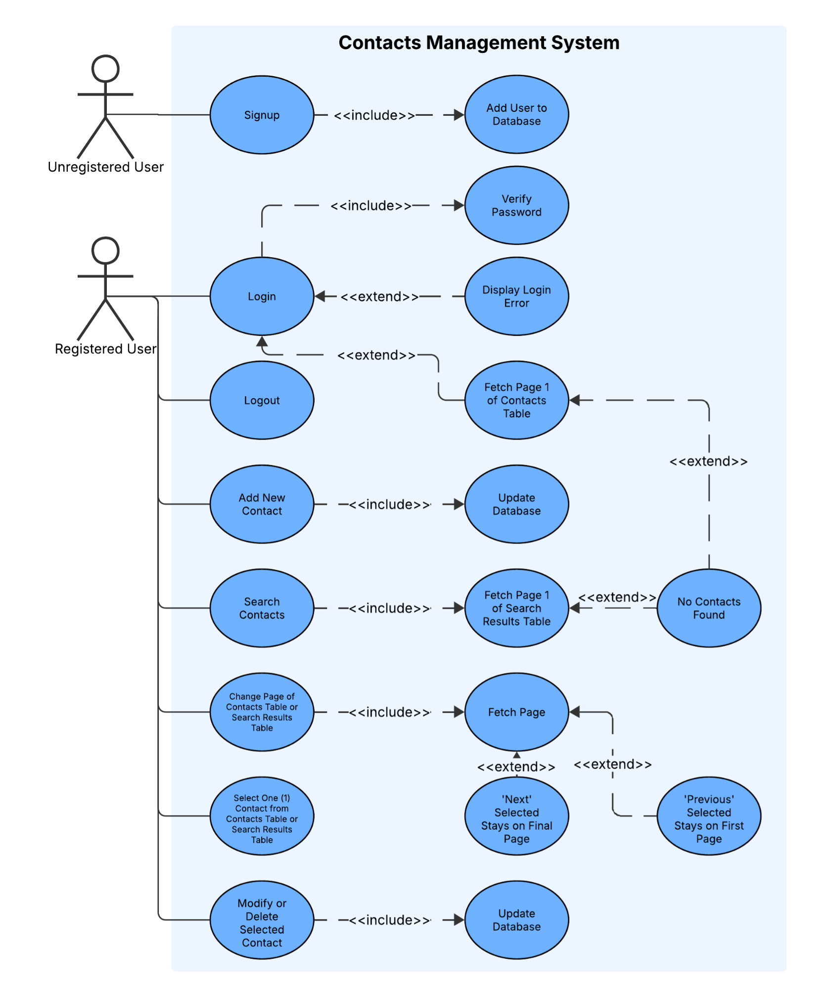 Contacts Management System
Unregistered User
Signup
<<include>>
Add User to
Database
<<include>>
Verify
Password
Registered User
Login
<<extend>>
Display Login
Error
<<extend>>
Logout
Fetch Page 1
of Contacts
Table
<<extend>>
Add New
Contact
<<include>>
Update
Database
Search
Contacts
<<include>>
Fetch Page 1
of Search
Results Table
<<extend>>
No Contacts
Found
Change Page of
Contacts Table or
Search Results
Table
<<include>>
Fetch Page
<<extend>>
<<extend>>
Select One (1)
Contact from
Contacts Table or
Search Results
Table
'Next'
Selected
Stays on Final
Page
'Previous'
Selected
Stays on First
Page
Modify or
Delete
Selected
Contact
<<include>>
Update
Database